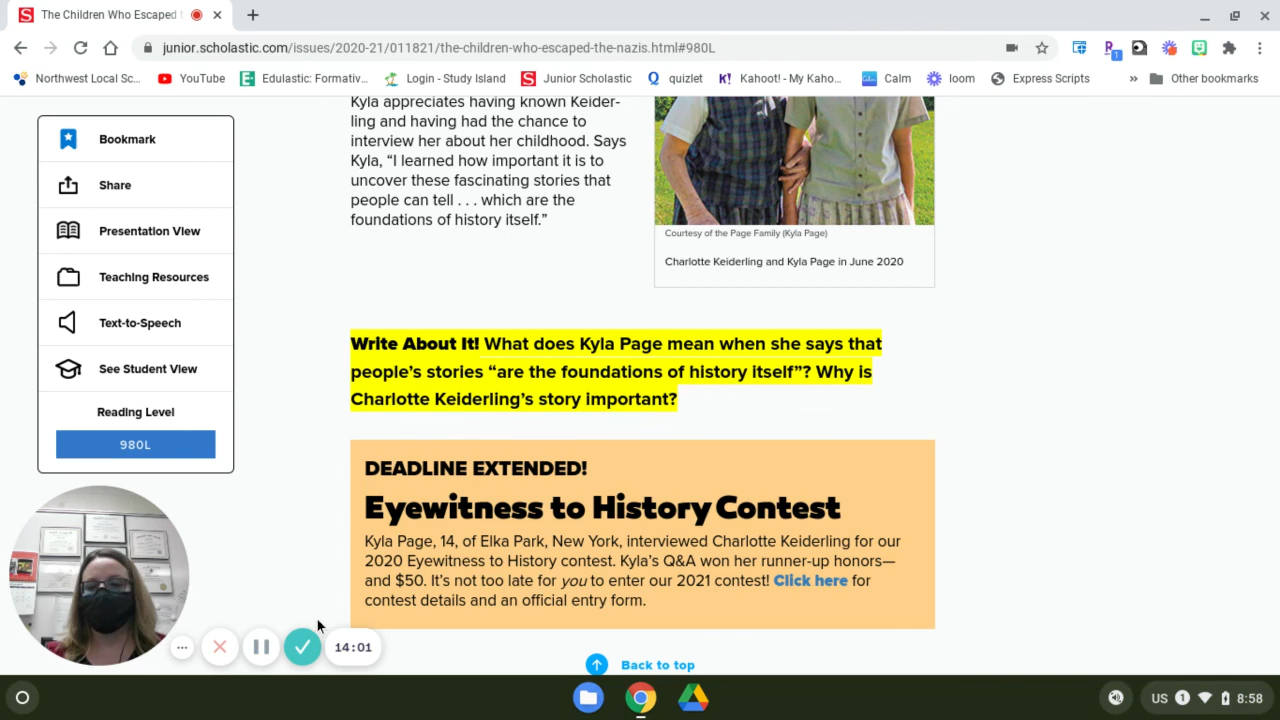 The Children Who Escaped t
junior.scholastic.com/issues/2020-21/011821/the-children-who-escaped-the-nazis.html#980L
Northwest Local Sc... YouTube Edulastic: Formativ... Login - Study Island Junior Scholastic quizlet Kahoot! - My Kaho... Calm loom Express Scripts » Other bookmarks
Bookmark
Share
Presentation View
Teaching Resources
Text-to-Speech
See Student View
Reading Level
980L
Kyla appreciates having known Keider-
ling and having had the chance to
interview her about her childhood. Says
Kyla, “I learned how important it is to
uncover these fascinating stories that
people can tell . . . which are the
foundations of history itself.”
Courtesy of the Page Family (Kyla Page)
Charlotte Keiderling and Kyla Page in June 2020
Write About It! What does Kyla Page mean when she says that
people’s stories “are the foundations of history itself”? Why is
Charlotte Keiderling’s story important?
DEADLINE EXTENDED!
Eyewitness to History Contest
Kyla Page, 14, of Elka Park, New York, interviewed Charlotte Keiderling for our
2020 Eyewitness to History contest. Kyla’s Q&A won her runner-up honors—
and $50. It’s not too late for you to enter our 2021 contest! Click here for
contest details and an official entry form.
Back to top
14:01
US 1 8:58